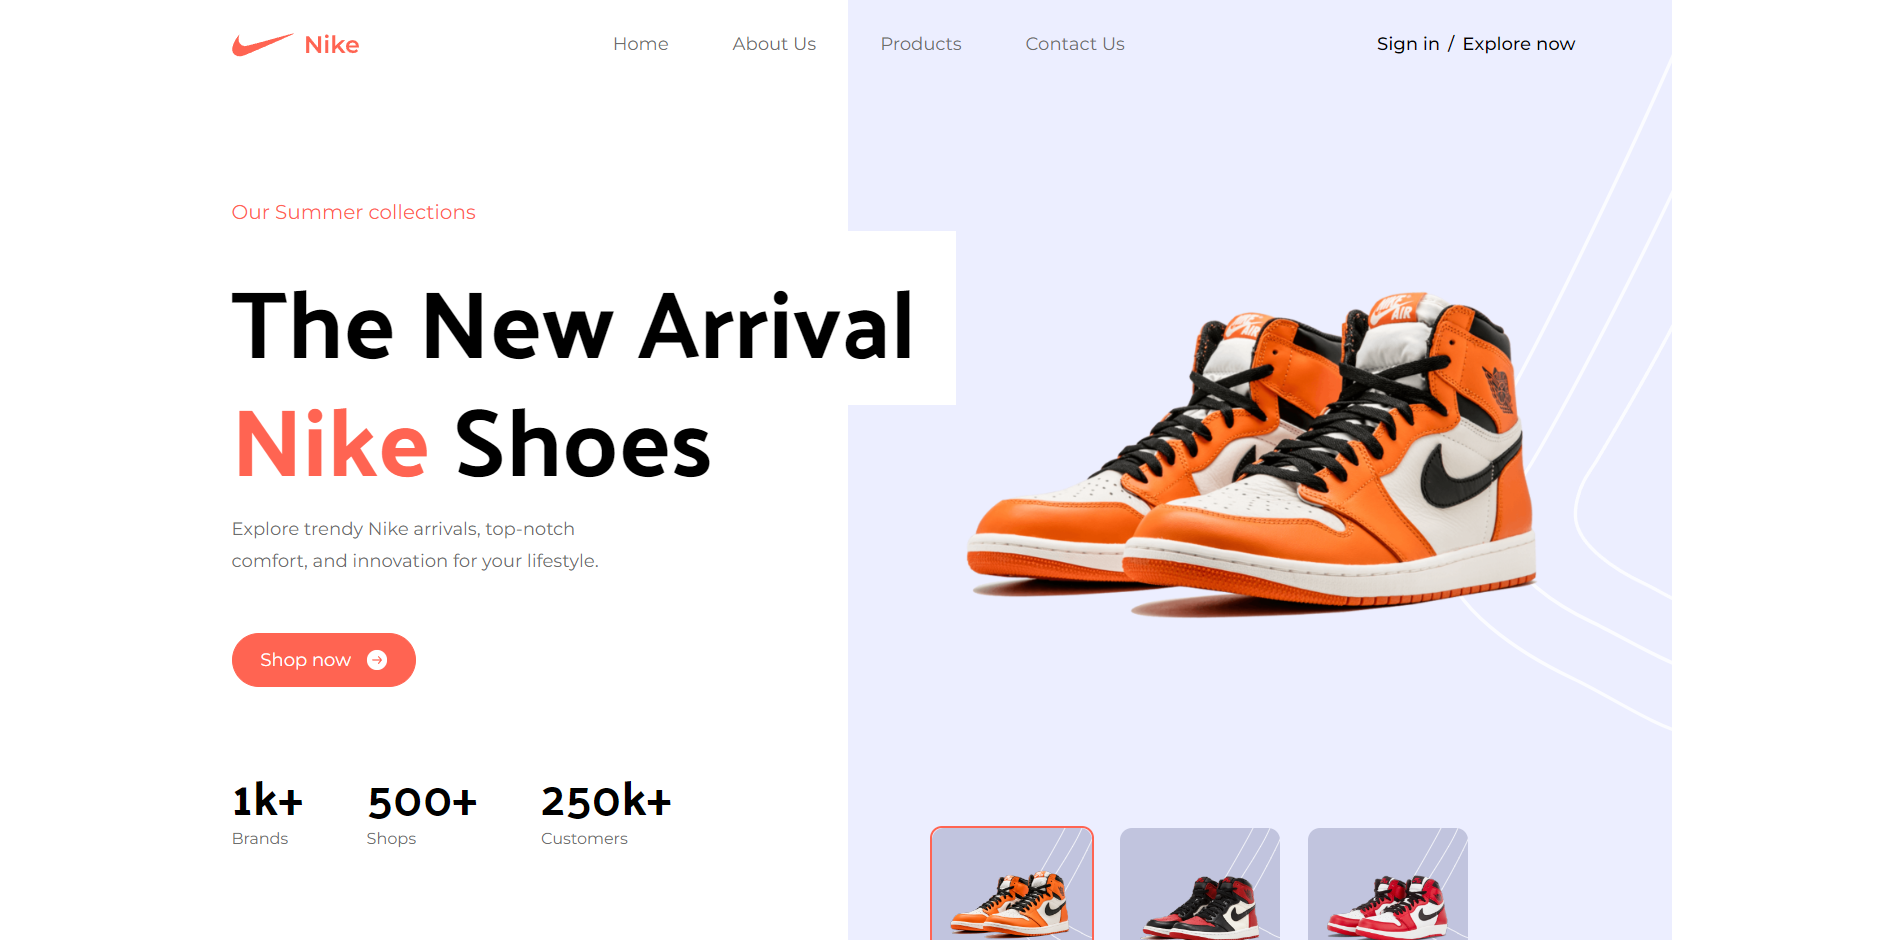 Nike
Home
About Us
Products
Contact Us
Sign in / Explore now
Our Summer collections
The New Arrival
Nike Shoes
Explore trendy Nike arrivals, top-notch
comfort, and innovation for your lifestyle.
Shop now
1k+
Brands
500+
Shops
250k+
Customers